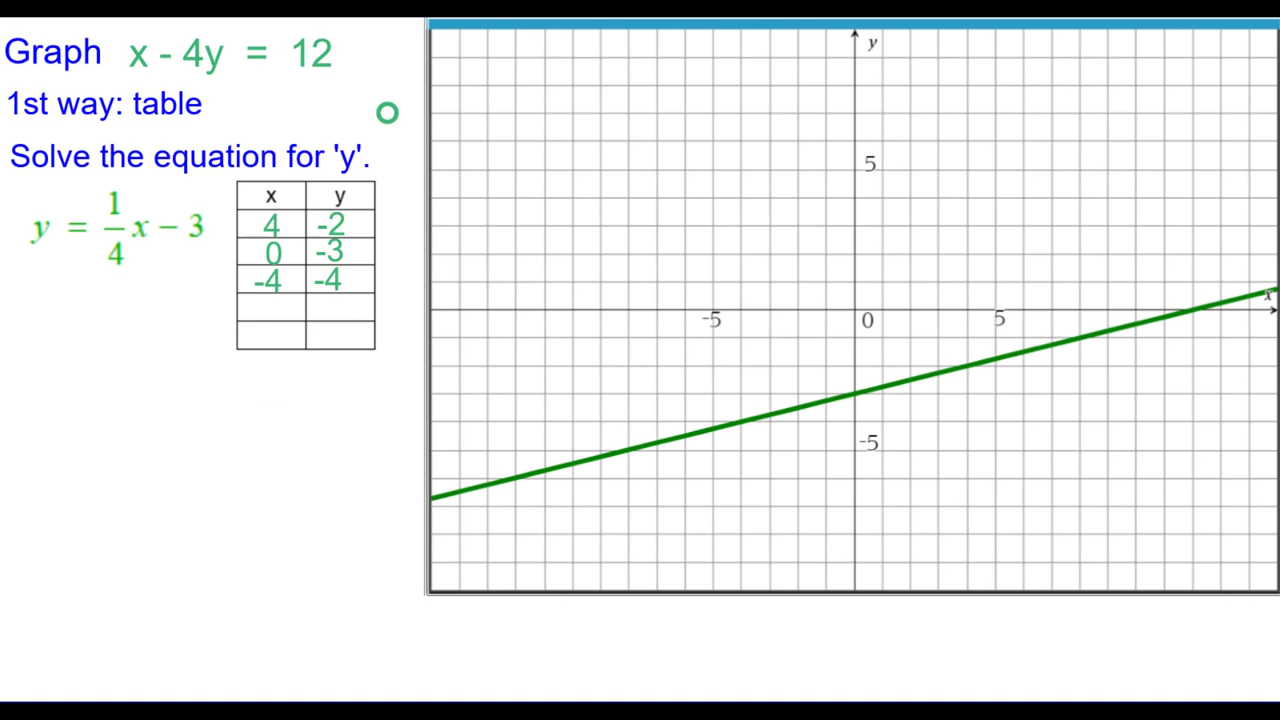 Graph x - 4y = 12
1st way: table
Solve the equation for 'y'.
y = 1/4 x - 3
x y
4 -2
0 -3
-4 -4
y
5
x
-5 0 5
-5